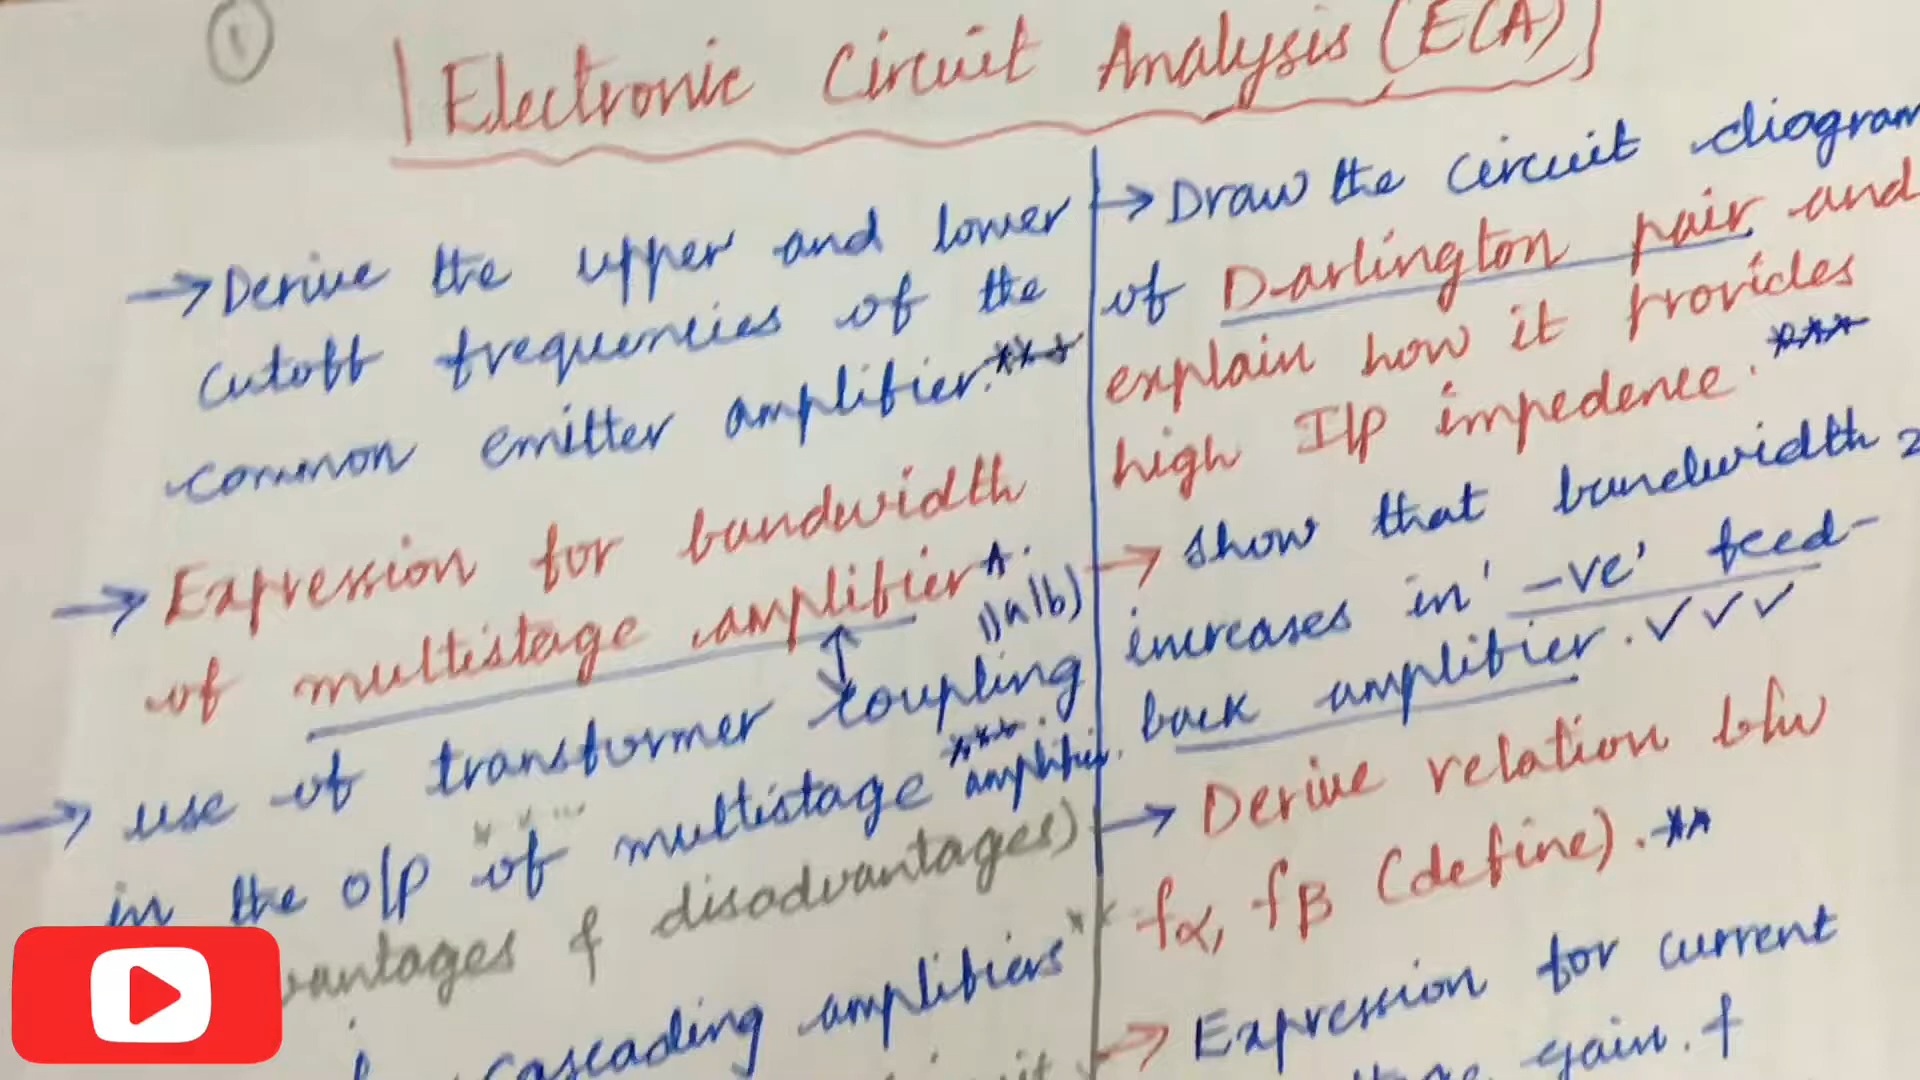 1
Electronic Circuit Analysis (ECA)
→ Derive the upper and lower
cutoff frequencies of the
common emitter amplifier. ***
→ Expression for bandwidth
of multistage amplifier *.
11(a/b)
→ use of transformer coupling
in the o/p of multistage amplifier. ***
vantages & disadvantages)
cascading amplifiers **
→ Draw the circuit diagram
of Darlington pair and
explain how it provides
high I/p impedence. ***
→ Show that bandwidth
increases in '-ve' feed-
back amplifier. ✓✓✓
→ Derive relation b/w
fα, fβ (define). **
→ Expression for current
gain. &